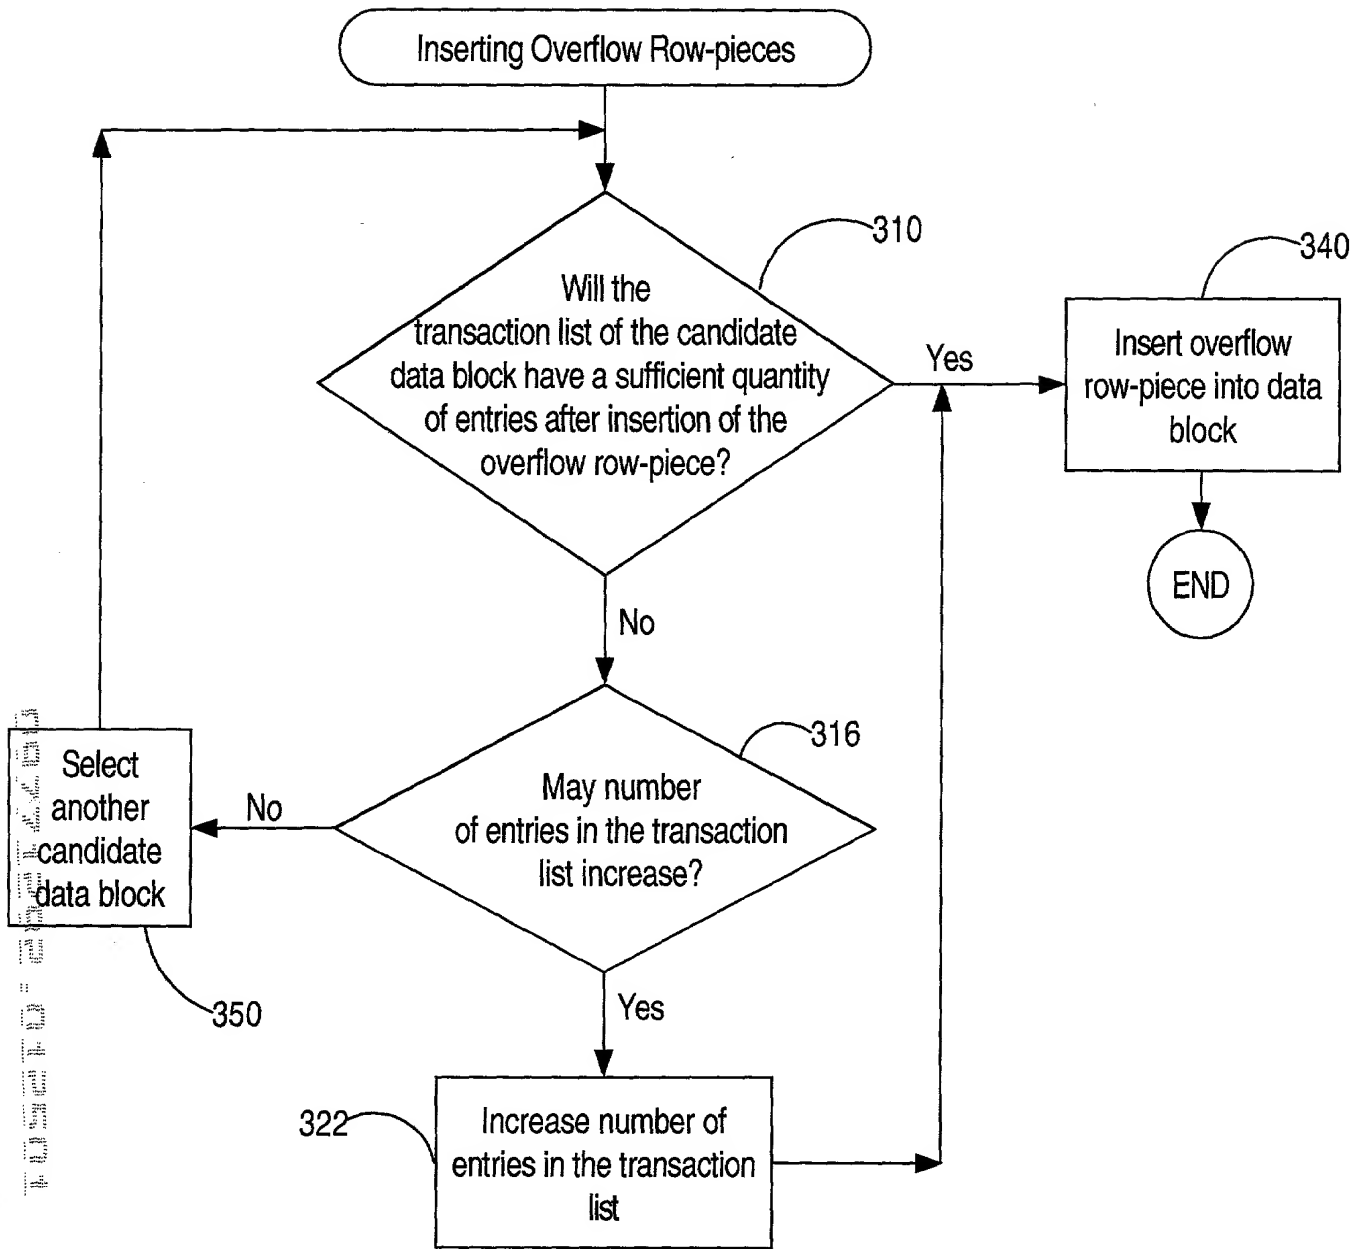 Inserting Overflow Row-pieces
310
340
Will the
transaction list of the candidate
data block have a sufficient quantity
of entries after insertion of the
overflow row-piece?
Yes
Insert overflow
row-piece into data
block
END
No
316
Select
another
candidate
data block
No
May number
of entries in the transaction
list increase?
350
Yes
322
Increase number of
entries in the transaction
list